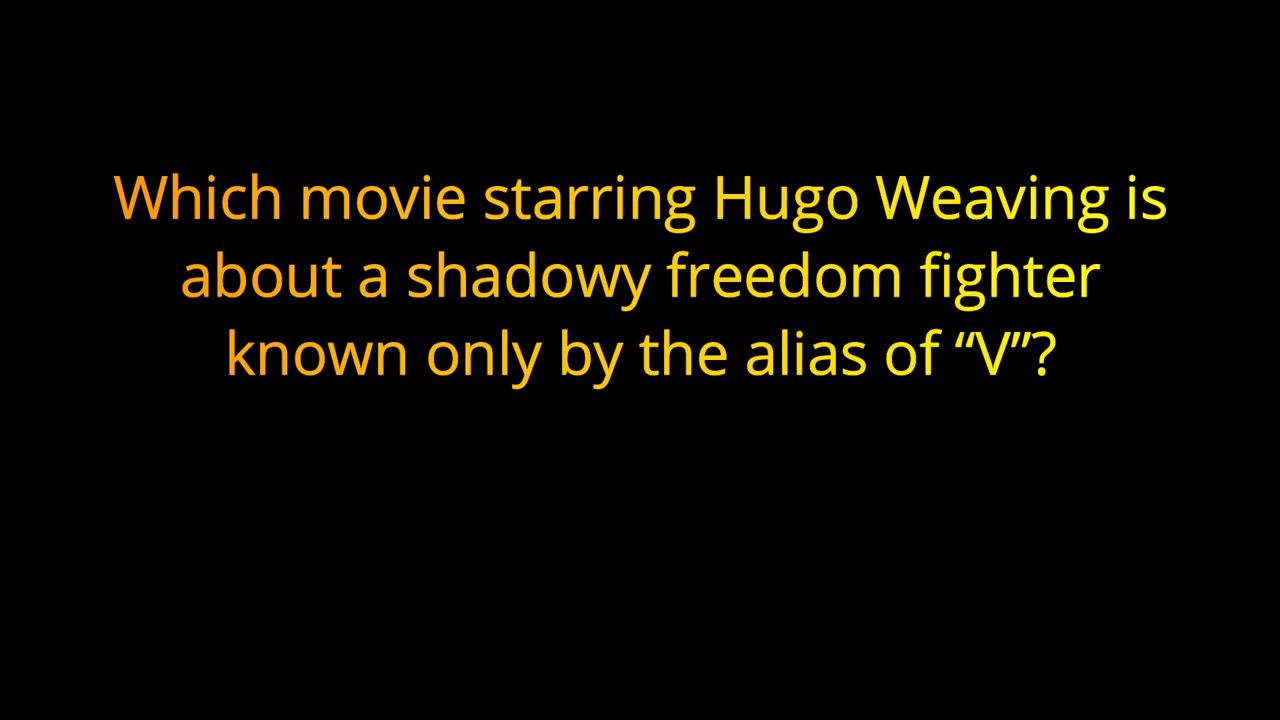 Which movie starring Hugo Weaving is
about a shadowy freedom fighter
known only by the alias of “V”?